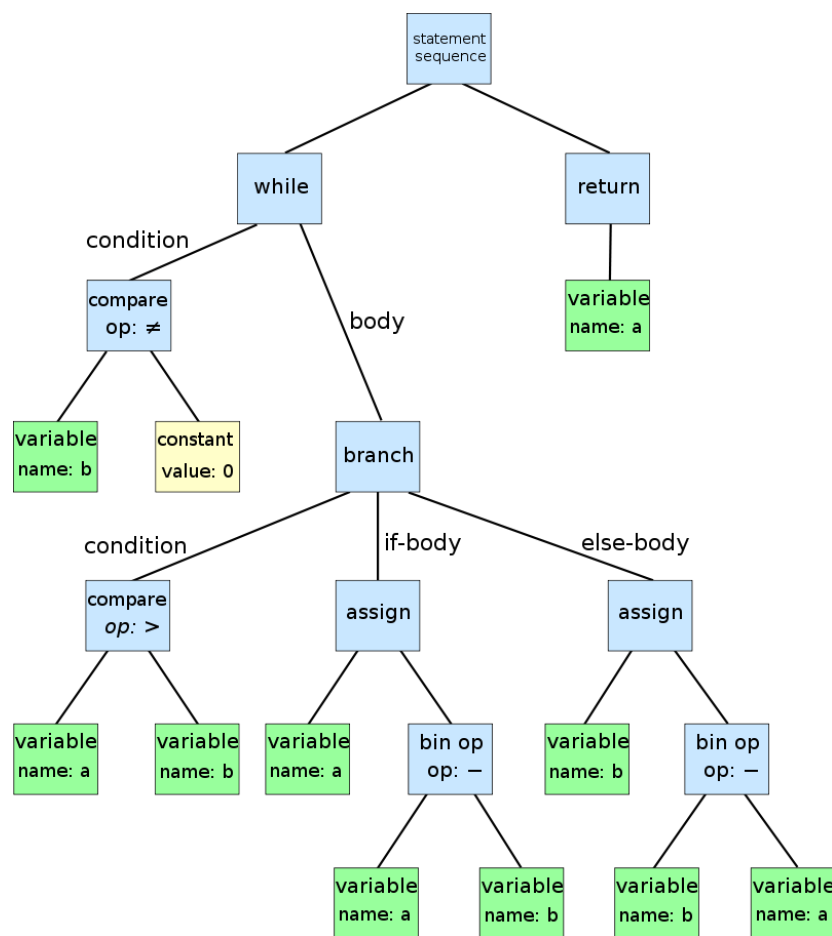 statement
sequence
while
return
condition
body
compare
op: ≠
variable
name: a
variable
name: b
constant
value: 0
branch
condition
if-body
else-body
compare
op: >
assign
assign
variable
name: a
variable
name: b
variable
name: a
bin op
op: −
variable
name: b
bin op
op: −
variable
name: a
variable
name: b
variable
name: b
variable
name: a